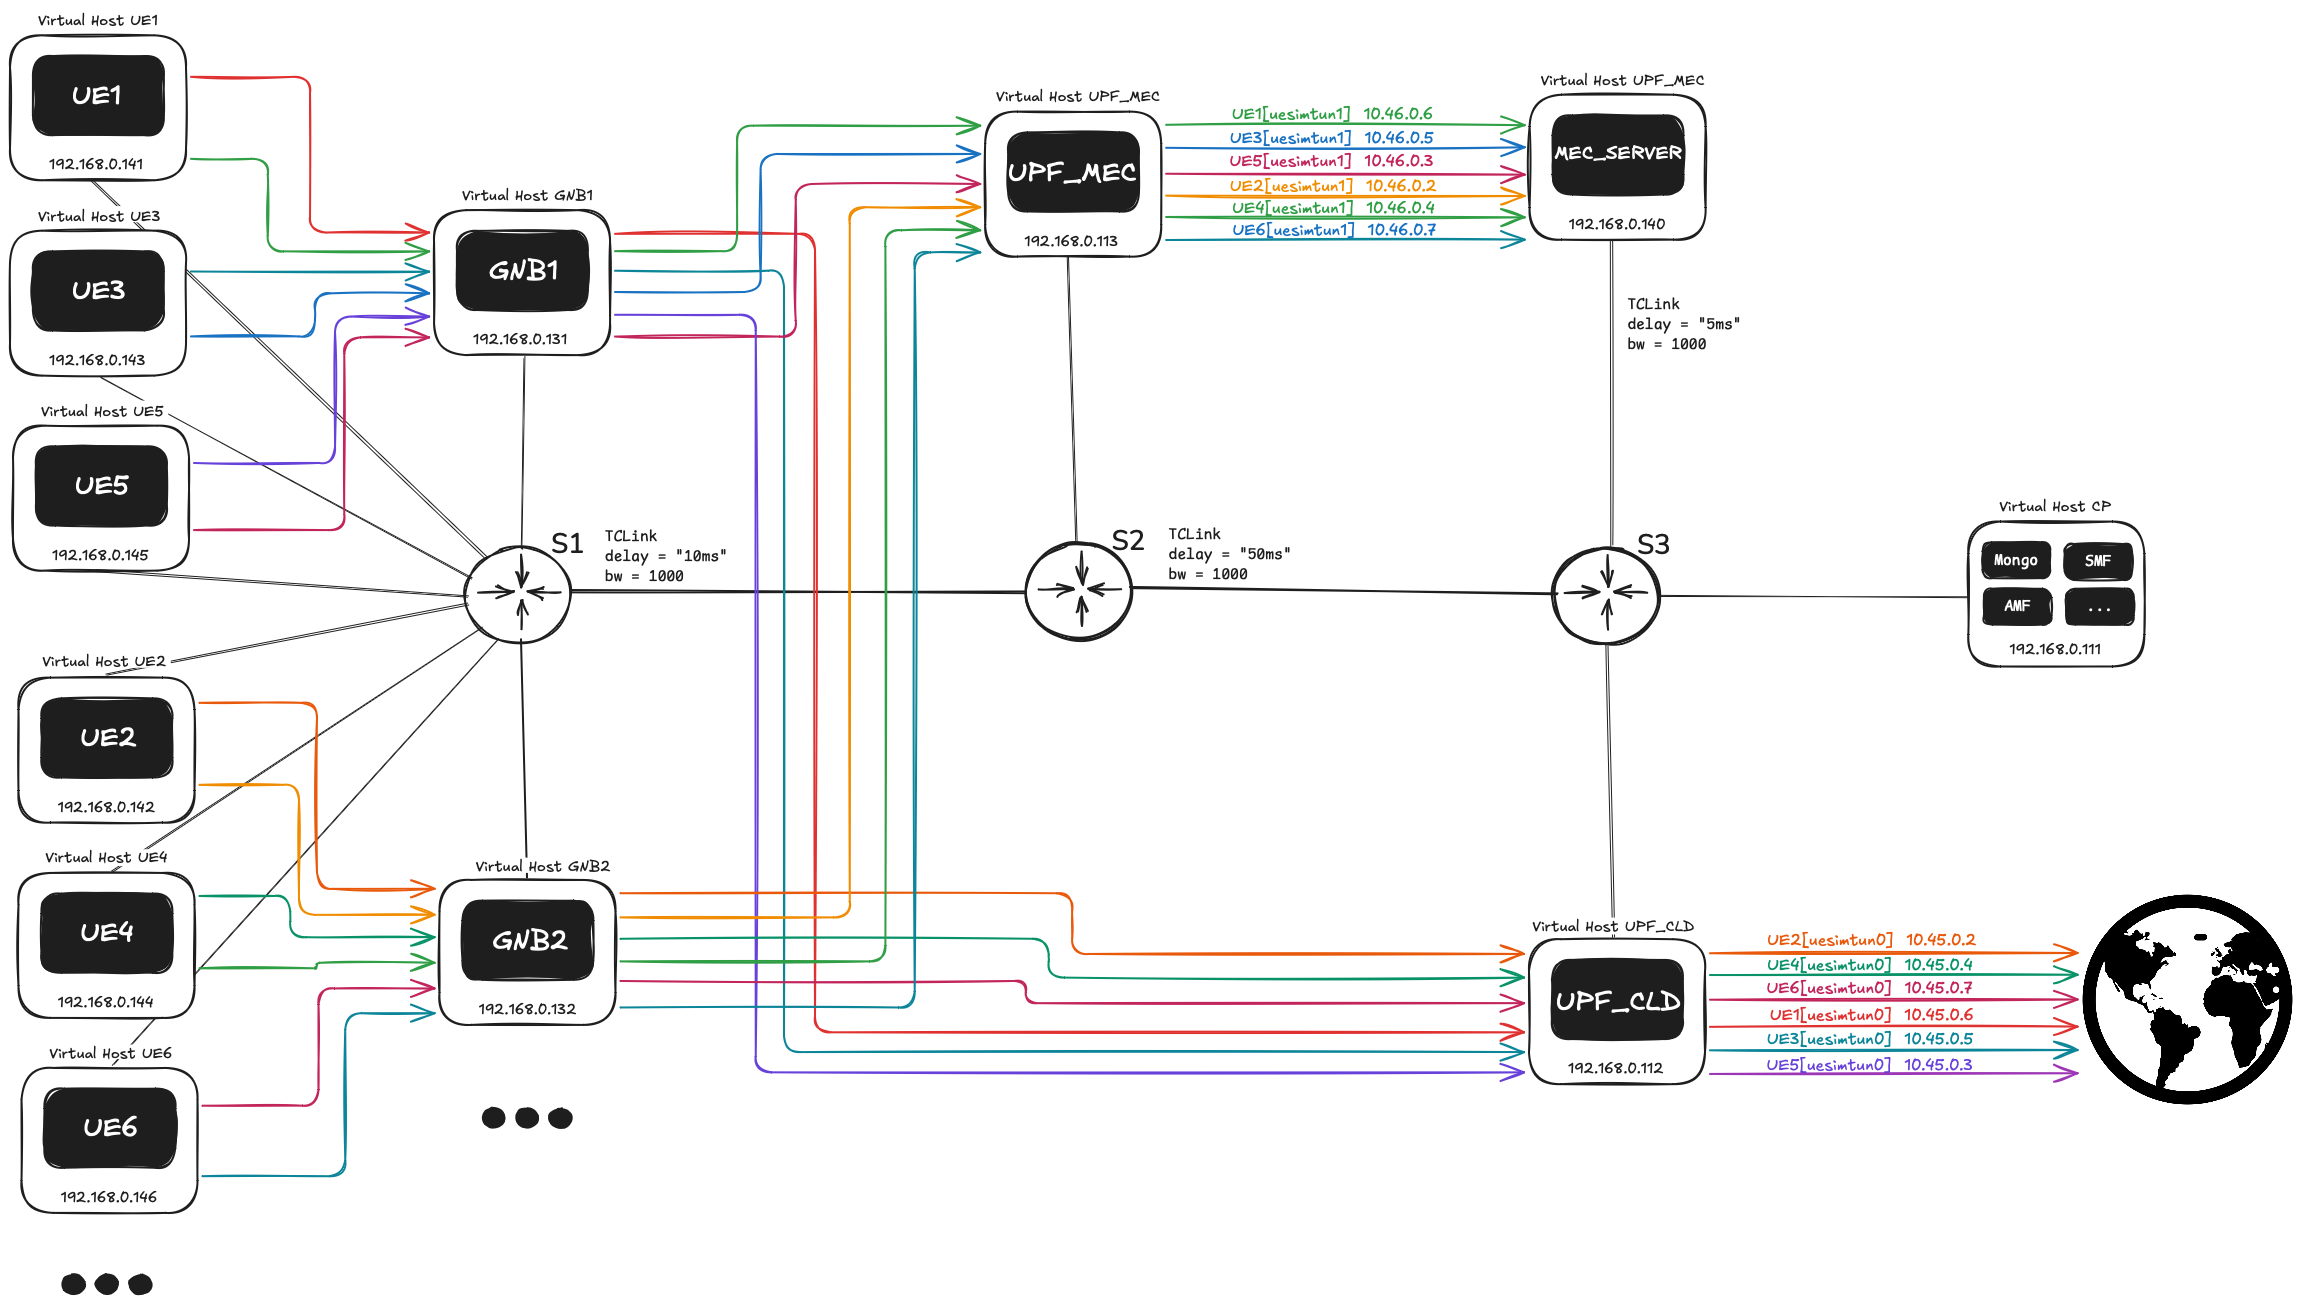 Virtual Host UE1
UE1
192.168.0.141
Virtual Host UE3
UE3
192.168.0.143
Virtual Host UE5
UE5
192.168.0.145
Virtual Host UE2
UE2
192.168.0.142
Virtual Host UE4
UE4
192.168.0.144
Virtual Host UE6
UE6
192.168.0.146
Virtual Host GNB1
GNB1
192.168.0.131
S1
TCLink
delay = "10ms"
bw = 1000
Virtual Host GNB2
GNB2
192.168.0.132
Virtual Host UPF_MEC
UPF_MEC
192.168.0.113
S2
TCLink
delay = "50ms"
bw = 1000
UE1[uesimtun1] 10.46.0.6
UE3[uesimtun1] 10.46.0.5
UE5[uesimtun1] 10.46.0.3
UE2[uesimtun1] 10.46.0.2
UE4[uesimtun1] 10.46.0.4
UE6[uesimtun1] 10.46.0.7
Virtual Host UPF_MEC
MEC_SERVER
192.168.0.140
TCLink
delay = "5ms"
bw = 1000
S3
Virtual Host CP
Mongo
SMF
AMF
...
192.168.0.111
Virtual Host UPF_CLD
UPF_CLD
192.168.0.112
UE2[uesimtun0] 10.45.0.2
UE4[uesimtun0] 10.45.0.4
UE6[uesimtun0] 10.45.0.7
UE1[uesimtun0] 10.45.0.6
UE3[uesimtun0] 10.45.0.5
UE5[uesimtun0] 10.45.0.3